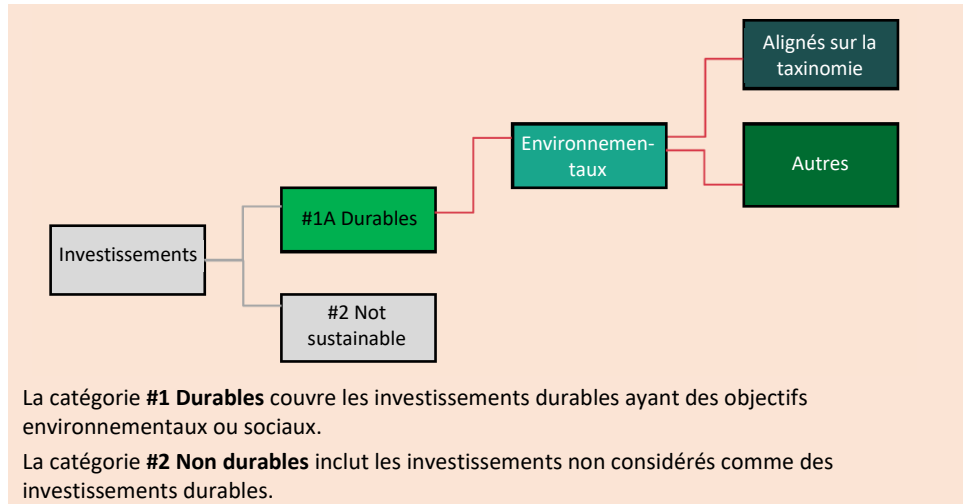 Alignés sur la
taxinomie
Environnemen-
taux
Autres
#1A Durables
Investissements
#2 Not
sustainable
La catégorie #1 Durables couvre les investissements durables ayant des objectifs
environnementaux ou sociaux.
La catégorie #2 Non durables inclut les investissements non considérés comme des
investissements durables.